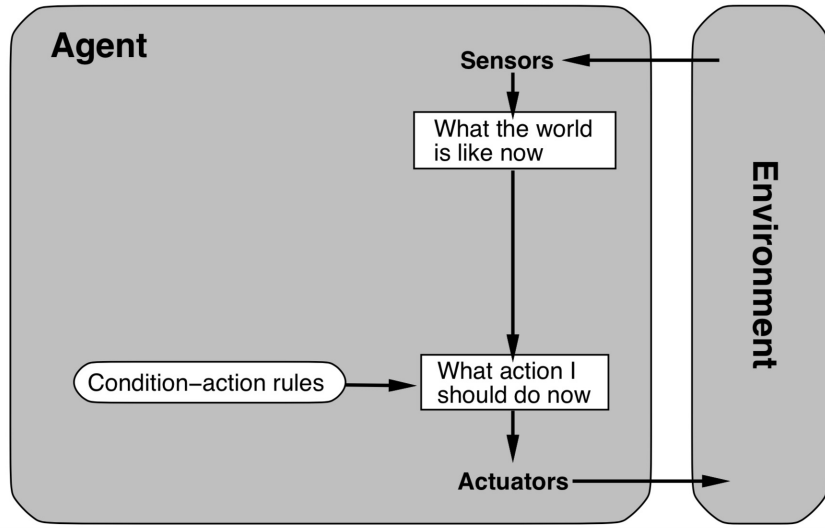 Agent
Sensors
What the world
is like now
Environment
Condition−action rules
What action I
should do now
Actuators